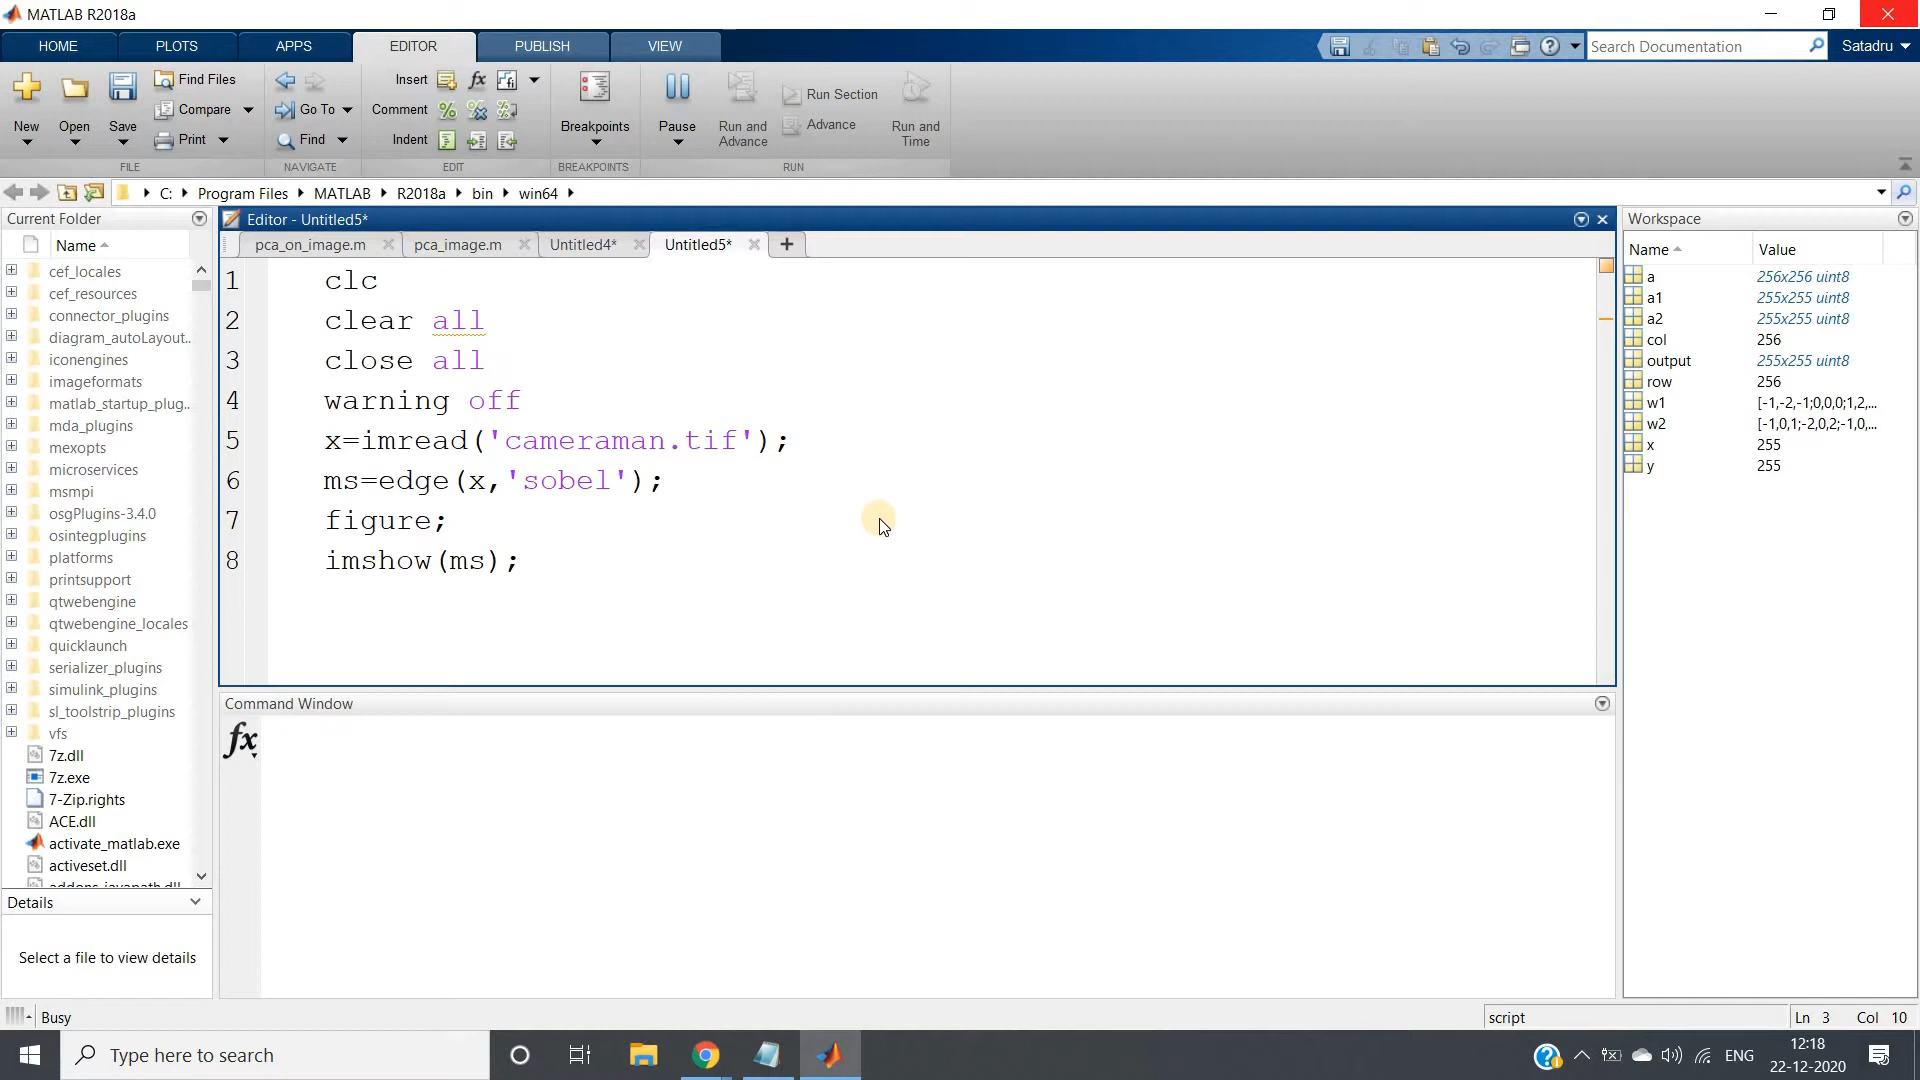 MATLAB R2018a
HOME PLOTS APPS EDITOR PUBLISH VIEW
Search Documentation
Satadru
New
Open
Save
Find Files
Compare
Print
FILE
Go To
Find
NAVIGATE
Insert fx
Comment
Indent
EDIT
Breakpoints
BREAKPOINTS
Pause
Run and Advance
Run Section
Advance
Run and Time
RUN
C: Program Files MATLAB R2018a bin win64
Current Folder
Name
cef_locales
cef_resources
connector_plugins
diagram_autoLayout..
iconengines
imageformats
matlab_startup_plug..
mda_plugins
mexopts
microservices
msmpi
osgPlugins-3.4.0
osintegplugins
platforms
printsupport
qtwebengine
qtwebengine_locales
quicklaunch
serializer_plugins
simulink_plugins
sl_toolstrip_plugins
vfs
7z.dll
7z.exe
7-Zip.rights
ACE.dll
activate_matlab.exe
activeset.dll
Details
Select a file to view details
Editor - Untitled5*
pca_on_image.m pca_image.m Untitled4* Untitled5*
1 clc
2 clear all
3 close all
4 warning off
5 x=imread('cameraman.tif');
6 ms=edge(x,'sobel');
7 figure;
8 imshow(ms);
Command Window
fx
Workspace
Name Value
a 256x256 uint8
a1 255x255 uint8
a2 255x255 uint8
col 256
output 255x255 uint8
row 256
w1 [-1,-2,-1;0,0,0;1,2,...
w2 [-1,0,1;-2,0,2;-1,0,...
x 255
y 255
Busy
script
Ln 3 Col 10
Type here to search
ENG
12:18
22-12-2020